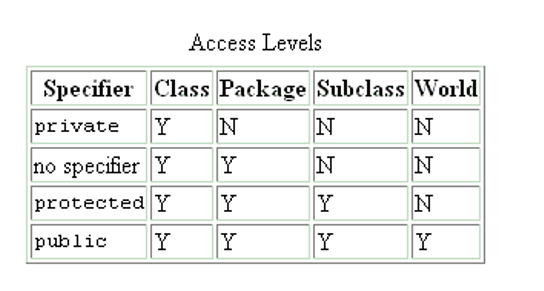 Access Levels
Specifier Class Package Subclass World
private Y N N N
no specifier Y Y N N
protected Y Y Y N
public Y Y Y Y